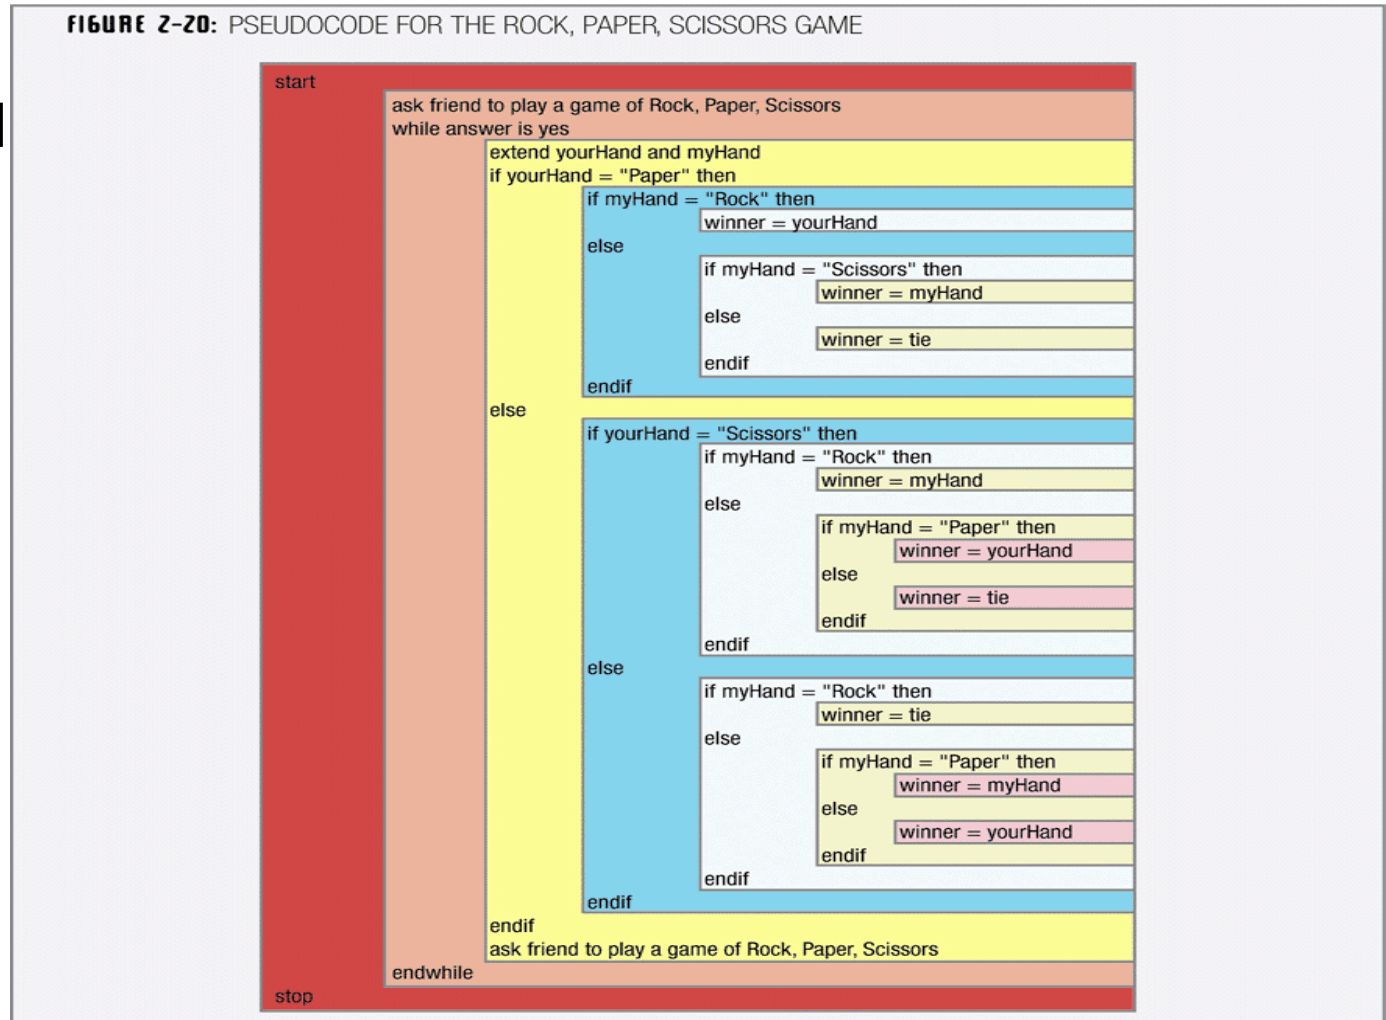 FIGURE 2-20: PSEUDOCODE FOR THE ROCK, PAPER, SCISSORS GAME
start
ask friend to play a game of Rock, Paper, Scissors
while answer is yes
extend yourHand and myHand
if yourHand = "Paper" then
if myHand = "Rock" then
winner = yourHand
else
if myHand = "Scissors" then
winner = myHand
else
winner = tie
endif
endif
else
if yourHand = "Scissors" then
if myHand = "Rock" then
winner = myHand
else
if myHand = "Paper" then
winner = yourHand
else
winner = tie
endif
endif
else
if myHand = "Rock" then
winner = tie
else
if myHand = "Paper" then
winner = myHand
else
winner = yourHand
endif
endif
endif
endif
ask friend to play a game of Rock, Paper, Scissors
endwhile
stop